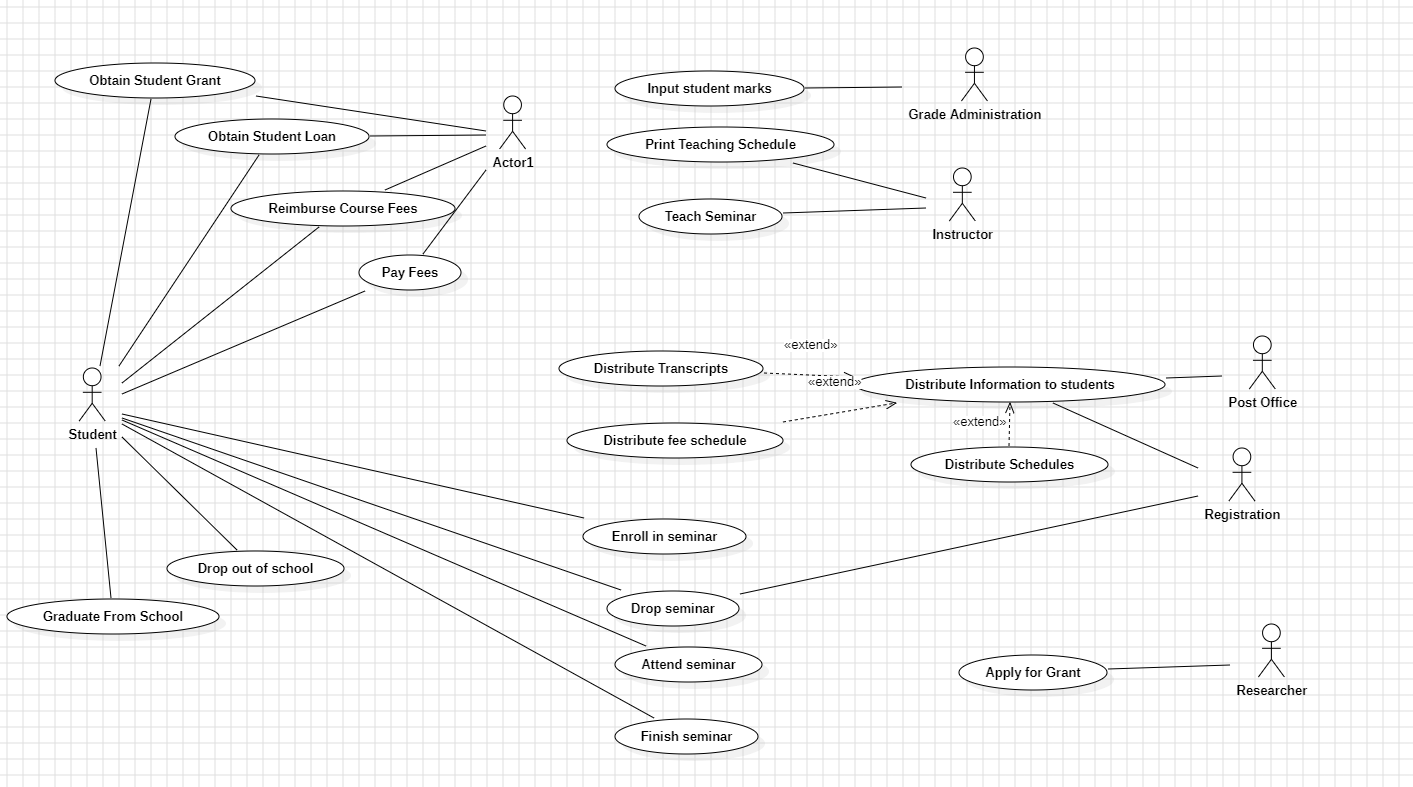 Obtain Student Grant
Obtain Student Loan
Actor1
Reimburse Course Fees
Pay Fees
Input student marks
Grade Administration
Print Teaching Schedule
Teach Seminar
Instructor
Student
«extend»
Distribute Transcripts
«extend»
Distribute Information to students
Post Office
«extend»
Distribute fee schedule
Distribute Schedules
Registration
Enroll in seminar
Drop out of school
Drop seminar
Graduate From School
Attend seminar
Apply for Grant
Researcher
Finish seminar